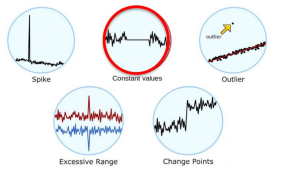 outlier
Spike
Constant values
Outlier
Excessive Range
Change Points